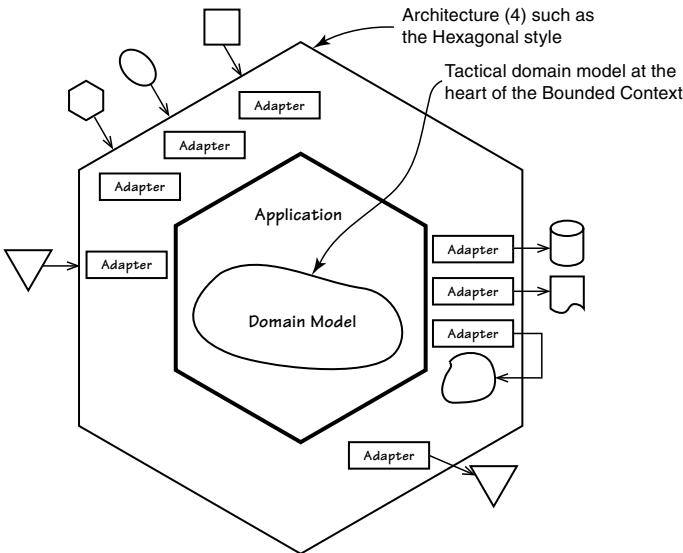 Architecture (4) such as
the Hexagonal style
Tactical domain model at the
heart of the Bounded Context
Adapter
Adapter
Adapter
Application
Adapter
Adapter
Adapter
Domain Model
Adapter
Adapter